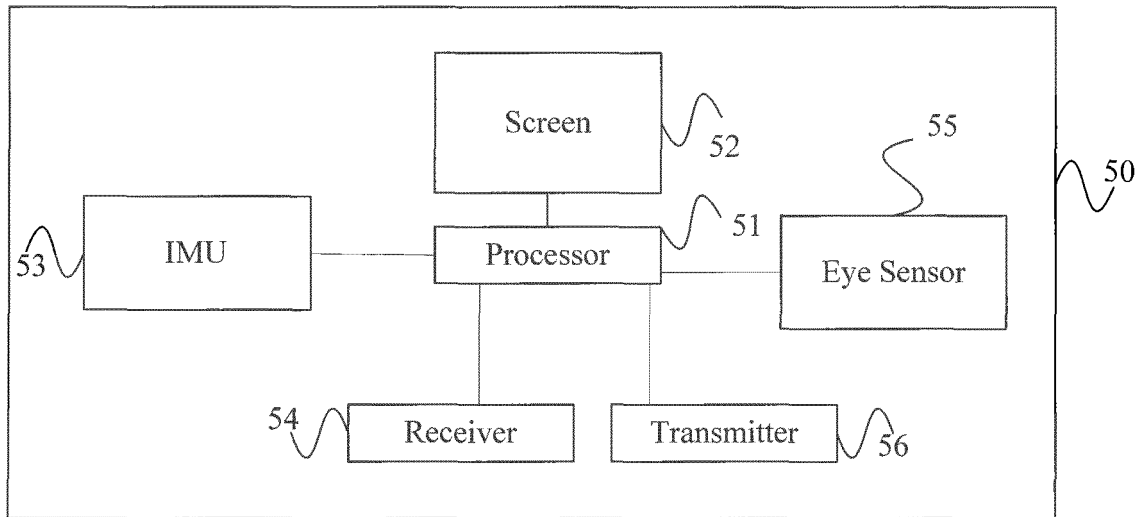 Screen
52
55
50
IMU
53
Processor
51
Eye Sensor
54
Receiver
Transmitter
56